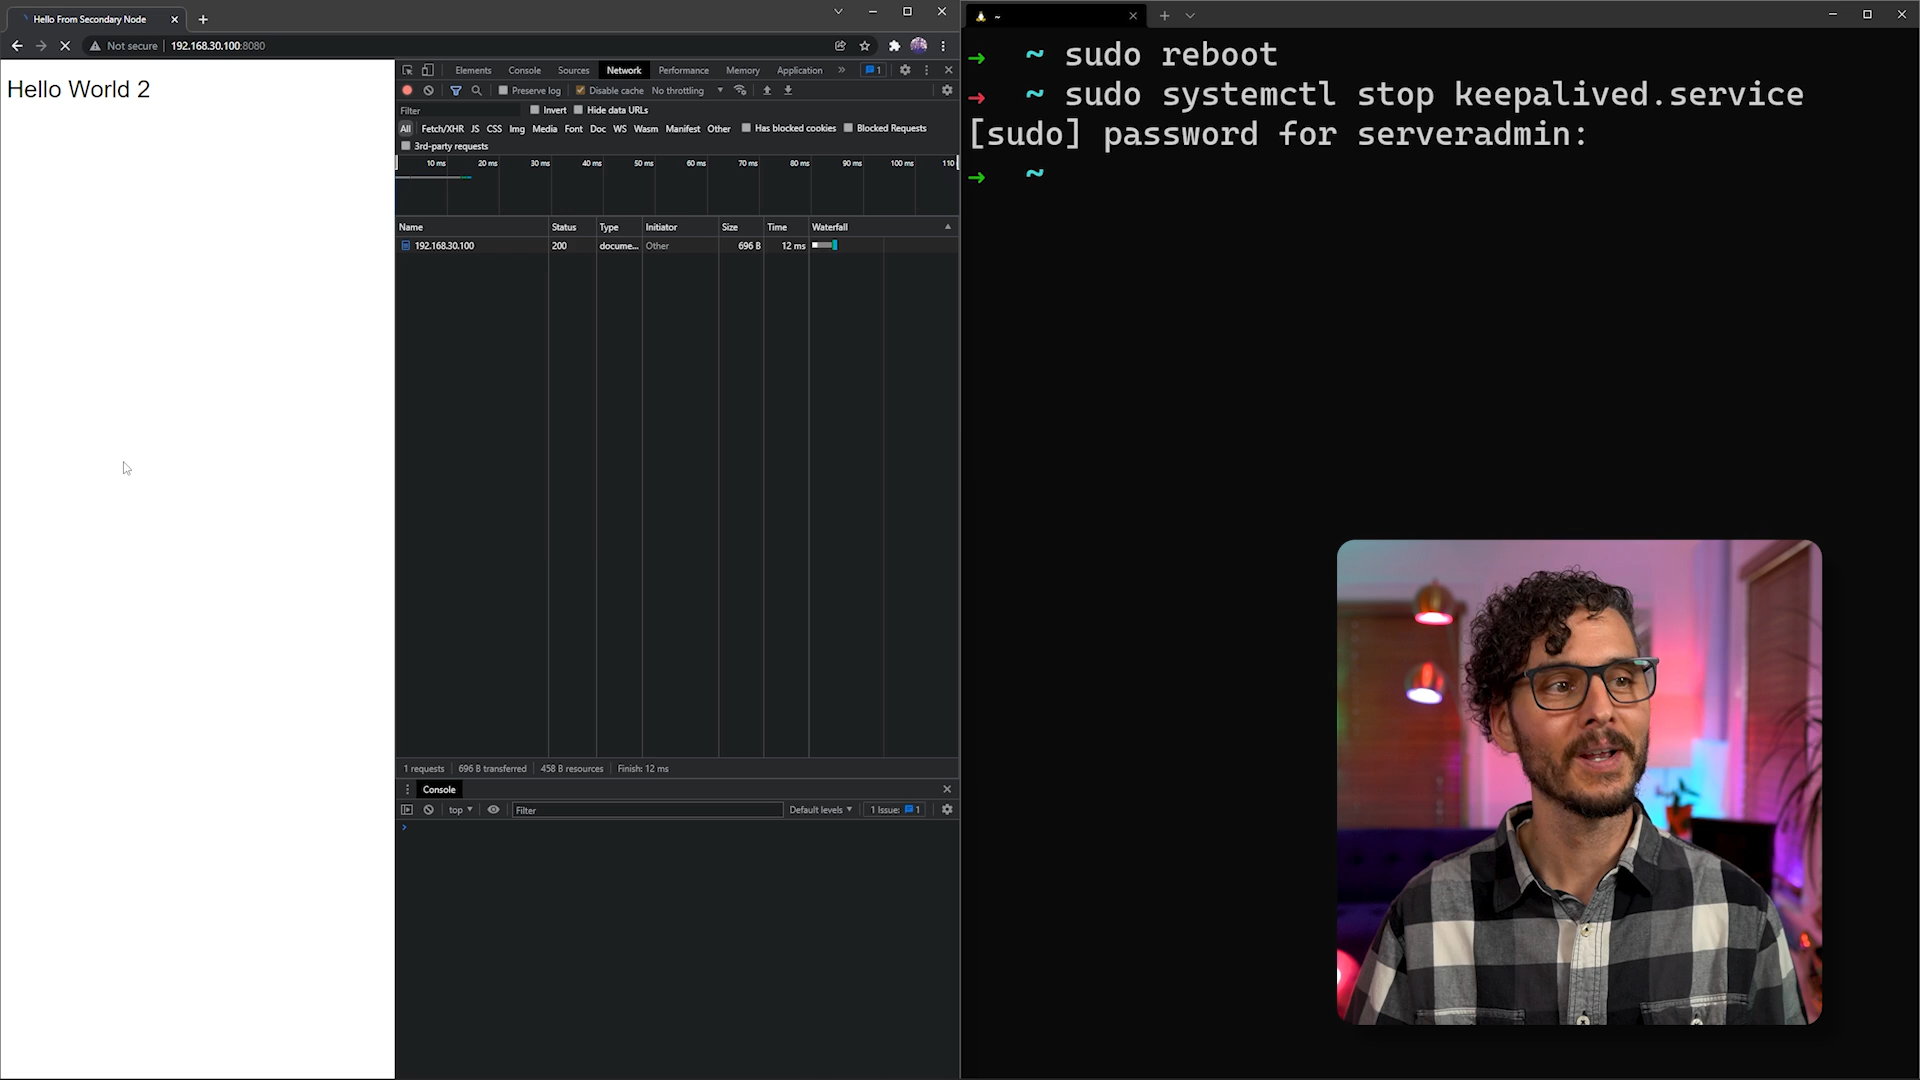 Hello From Secondary Node
Not secure
192.168.30.100:8080
Hello World 2
Elements
Console
Sources
Network
Performance
Memory
Application
1
Preserve log
Disable cache
No throttling
Filter
Invert
Hide data URLs
All
Fetch/XHR
JS
CSS
Img
Media
Font
Doc
WS
Wasm
Manifest
Other
Has blocked cookies
Blocked Requests
3rd-party requests
10 ms
20 ms
30 ms
40 ms
50 ms
60 ms
70 ms
80 ms
90 ms
100 ms
110
Name
Status
Type
Initiator
Size
Time
Waterfall
192.168.30.100
200
docume...
Other
696 B
12 ms
1 requests
696 B transferred
458 B resources
Finish: 12 ms
Console
top
Filter
Default levels
1 Issue:
1
~
→ ~ sudo reboot
→ ~ sudo systemctl stop keepalived.service
[sudo] password for serveradmin:
→ ~